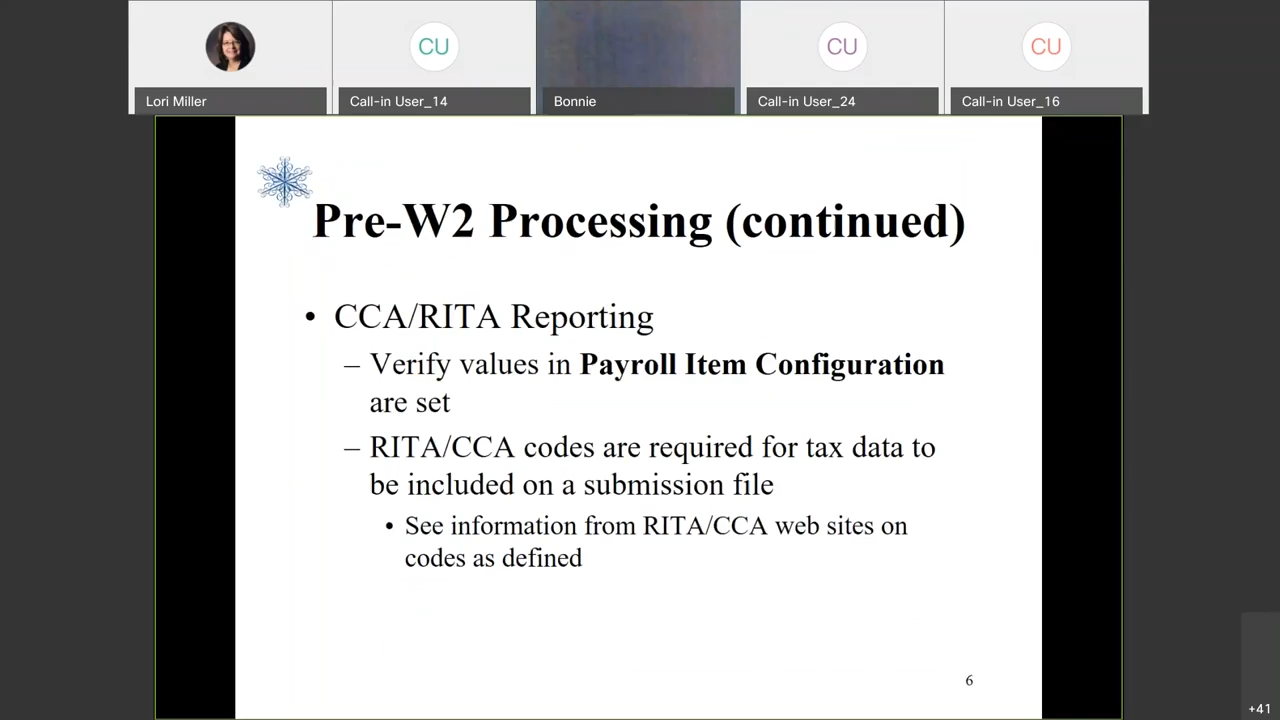 Lori Miller
CU
Call-in User_14
Bonnie
CU
Call-in User_24
CU
Call-in User_16
Pre-W2 Processing (continued)
• CCA/RITA Reporting
– Verify values in Payroll Item Configuration
are set
– RITA/CCA codes are required for tax data to
be included on a submission file
• See information from RITA/CCA web sites on
codes as defined
6
+41